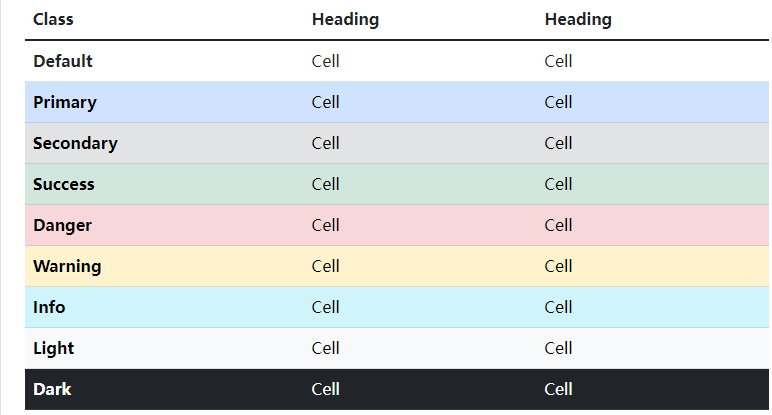 Class Heading Heading
Default Cell Cell
Primary Cell Cell
Secondary Cell Cell
Success Cell Cell
Danger Cell Cell
Warning Cell Cell
Info Cell Cell
Light Cell Cell
Dark Cell Cell